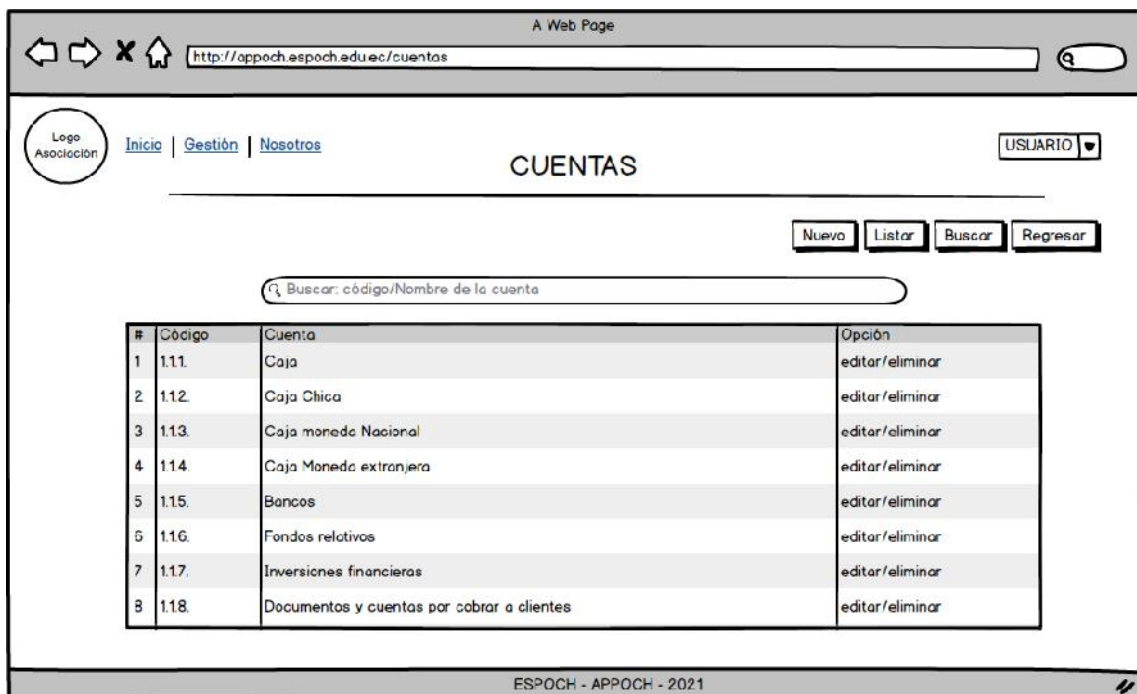 A Web Page
http://appoch.espoch.edu.ec/cuentas
Logo
Asociación
Inicio | Gestión | Nosotros
USUARIO
CUENTAS
Nuevo Listar Buscar Regresar
Buscar: código/Nombre de la cuenta
# Código Cuenta Opción
1 1.1.1. Caja editar/eliminar
2 1.1.2. Caja Chica editar/eliminar
3 1.1.3. Caja moneda Nacional editar/eliminar
4 1.1.4. Caja Moneda extranjera editar/eliminar
5 1.1.5. Bancos editar/eliminar
6 1.1.6. Fondos relativos editar/eliminar
7 1.1.7. Inversiones financieras editar/eliminar
8 1.1.8. Documentos y cuentas por cobrar a clientes editar/eliminar
ESPOCH - APPOCH - 2021